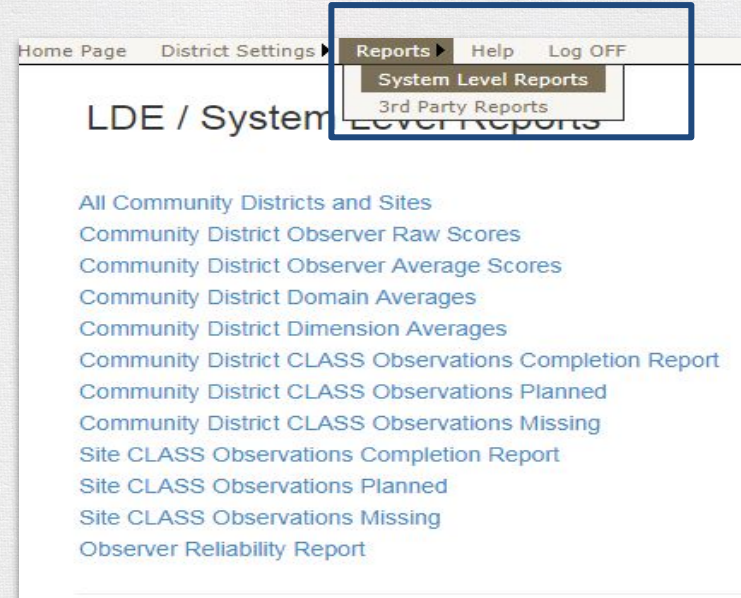 Home Page District Settings Reports Help Log OFF
System Level Reports
3rd Party Reports
LDE / System Level Reports
All Community Districts and Sites
Community District Observer Raw Scores
Community District Observer Average Scores
Community District Domain Averages
Community District Dimension Averages
Community District CLASS Observations Completion Report
Community District CLASS Observations Planned
Community District CLASS Observations Missing
Site CLASS Observations Completion Report
Site CLASS Observations Planned
Site CLASS Observations Missing
Observer Reliability Report